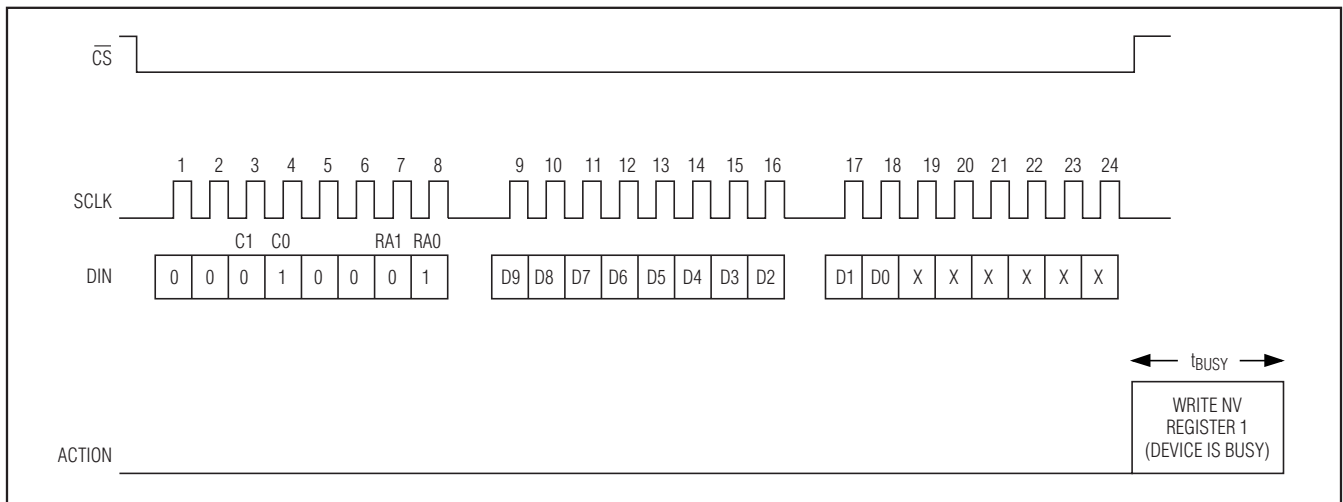 CS
1 2 3 4 5 6 7 8 9 10 11 12 13 14 15 16 17 18 19 20 21 22 23 24
SCLK
C1 C0 RA1 RA0
DIN 0 0 0 1 0 0 0 1 D9 D8 D7 D6 D5 D4 D3 D2 D1 D0 X X X X X X
tBUSY
WRITE NV
REGISTER 1
(DEVICE IS BUSY)
ACTION